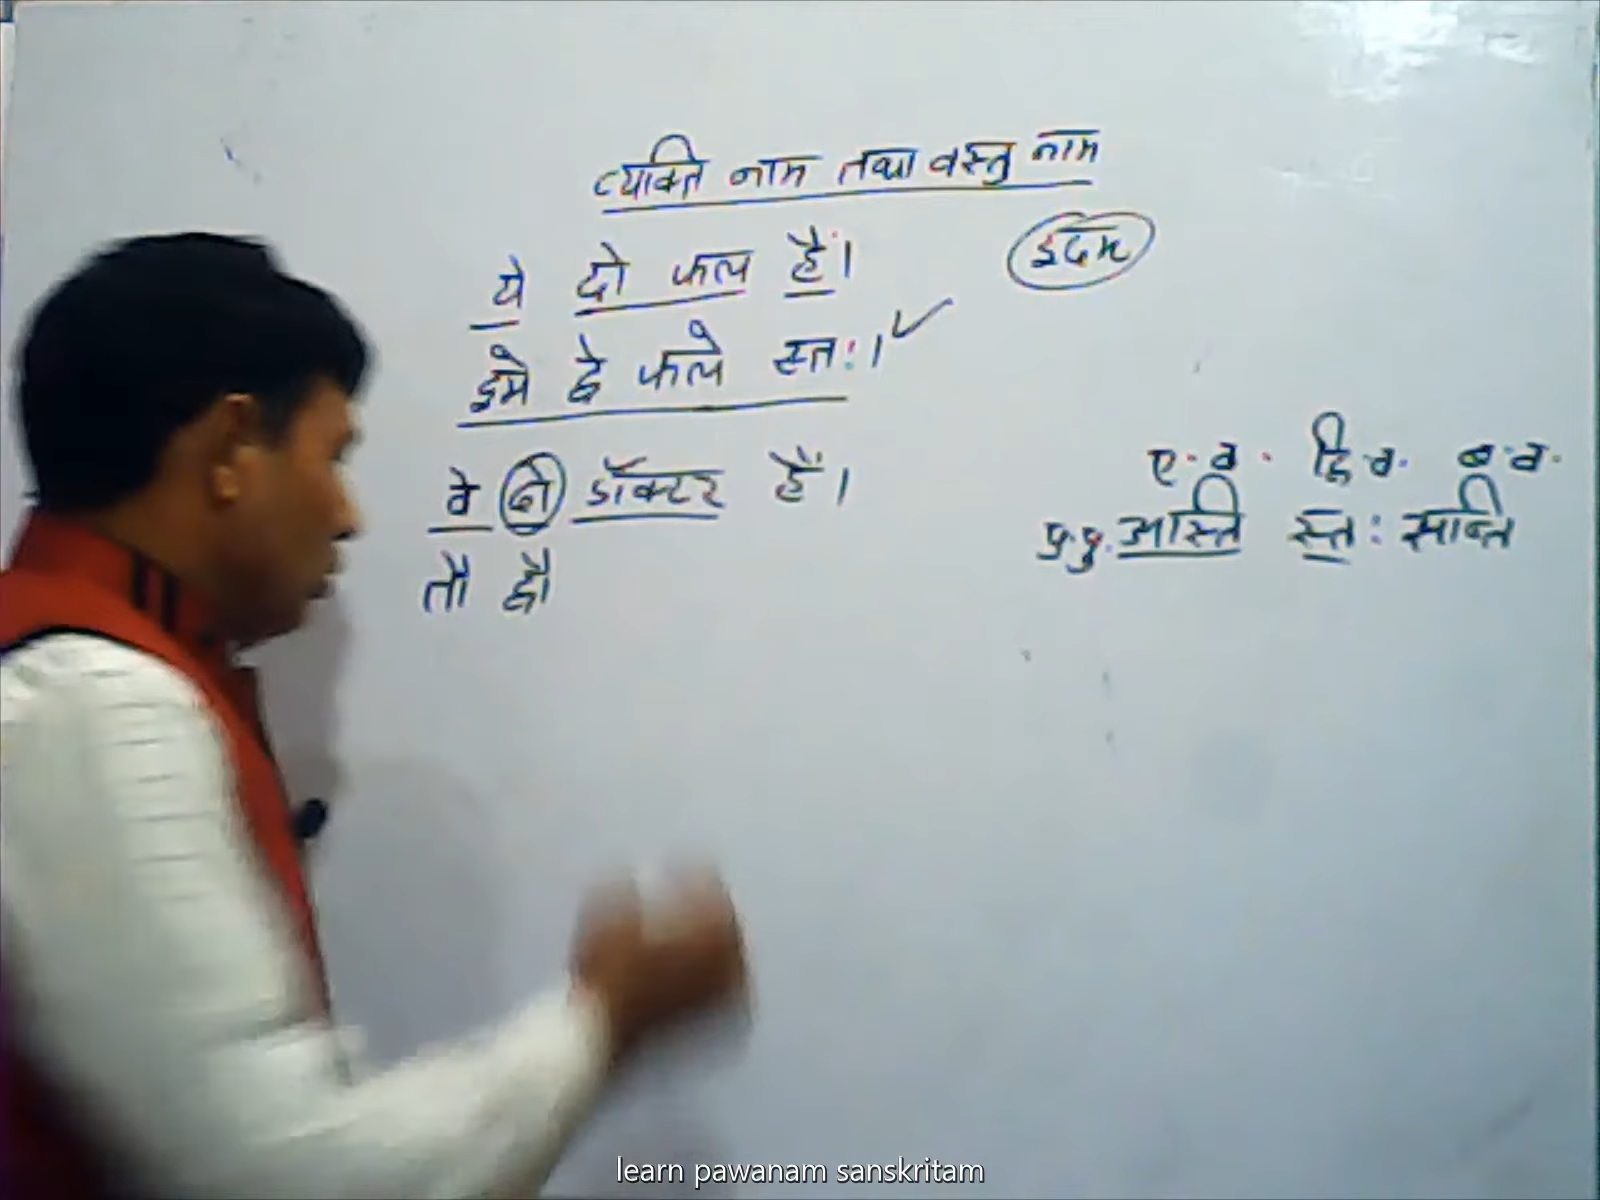 व्यक्ति नाम तथा वस्तु नाम
ये दो फल हैं।
इदम
इमे द्वे फले स्तः।
वे दो डॉक्टर हैं।
तौ द्वौ
ए.व. द्वि.व. ब.व.
प्र.पु. अस्ति स्तः सन्ति
learn pawanam sanskritam